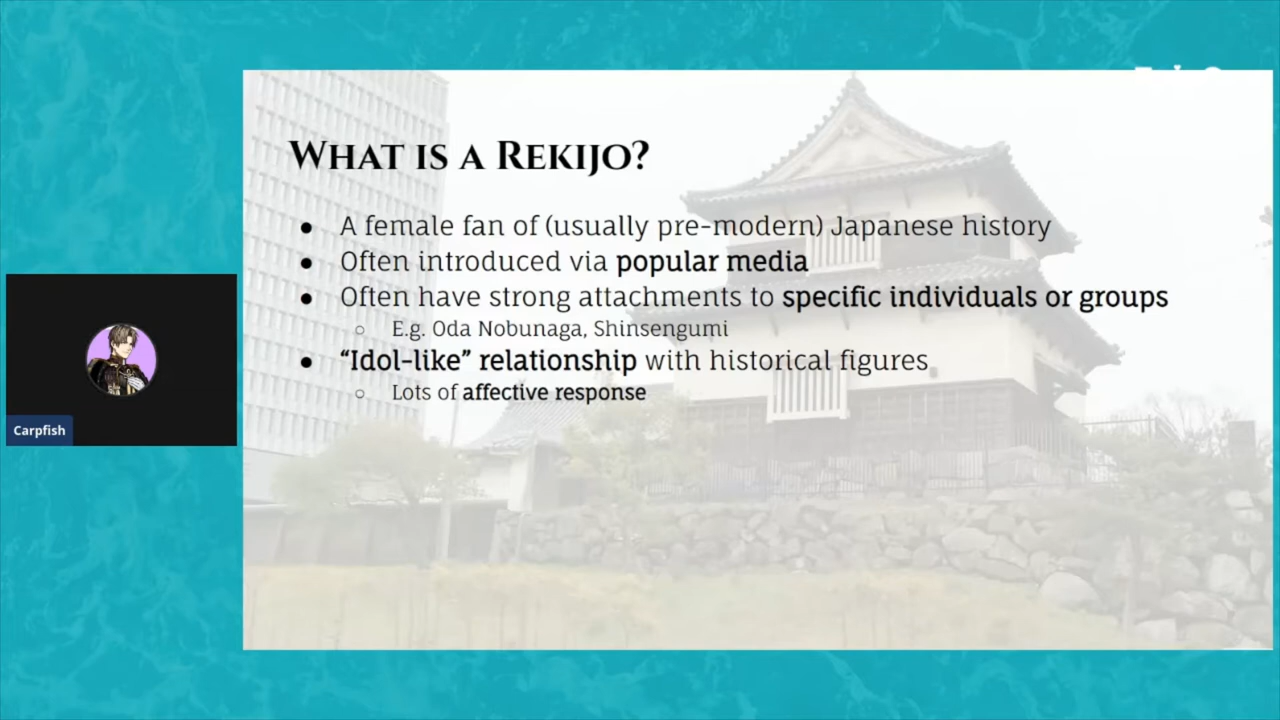 What is a Rekijo?
● A female fan of (usually pre-modern) Japanese history
● Often introduced via popular media
● Often have strong attachments to specific individuals or groups
○ E.g. Oda Nobunaga, Shinsengumi
● “Idol-like” relationship with historical figures
○ Lots of affective response
Carpfish